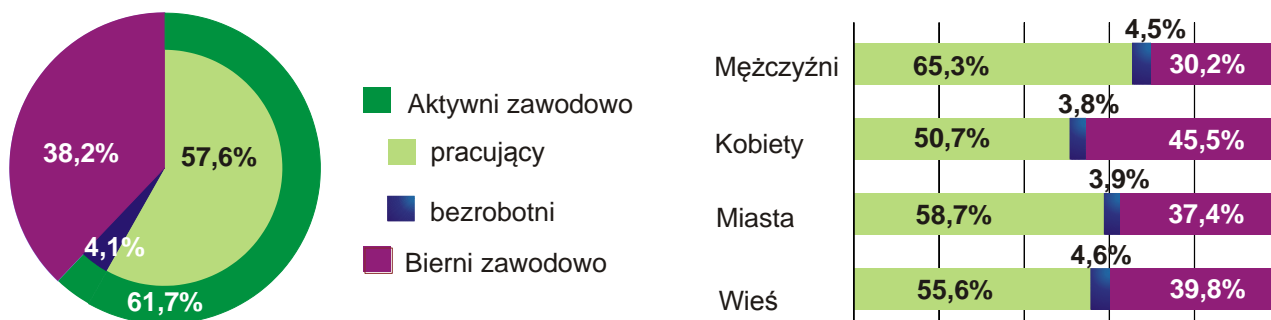 38,2%
57,6%
4,1%
61,7%
Aktywni zawodowo
pracujący
bezrobotni
Bierni zawodowo
4,5%
Mężczyźni 65,3% 30,2%
3,8%
Kobiety 50,7% 45,5%
3,9%
Miasta 58,7% 37,4%
4,6%
Wieś 55,6% 39,8%